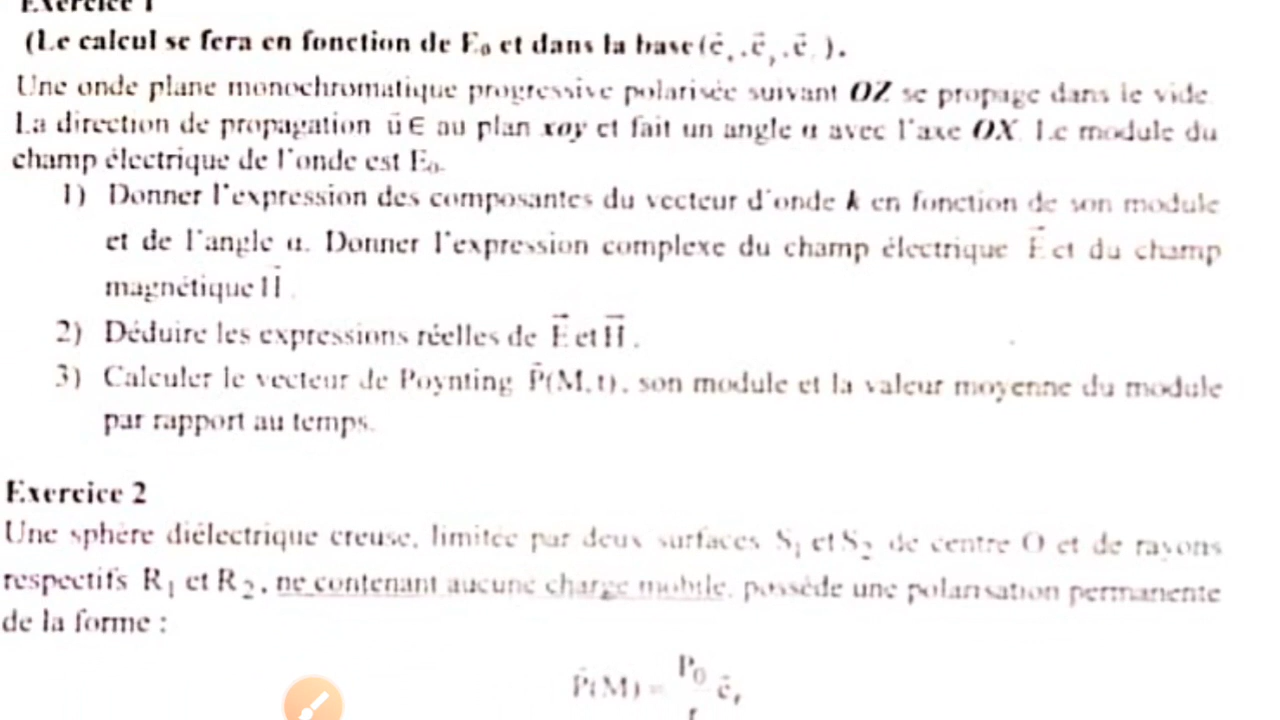 Exercice 1
(Le calcul se fera en fonction de E₀ et dans la base (e⃗ₓ, e⃗ᵧ, e⃗ ).
Une onde plane monochromatique progressive polarisée suivant OZ se propage dans le vide.
La direction de propagation u⃗ ∈ au plan xoy et fait un angle α avec l'axe OX. Le module du
champ électrique de l'onde est E₀.
1) Donner l'expression des composantes du vecteur d'onde k en fonction de son module
et de l'angle α. Donner l'expression complexe du champ électrique E⃗ et du champ
magnétique H⃗.
2) Déduire les expressions réelles de E⃗ et H⃗.
3) Calculer le vecteur de Poynting P⃗(M,t), son module et la valeur moyenne du module
par rapport au temps.
Exercice 2
Une sphère diélectrique creuse, limitée par deux surfaces S₁ et S₂ de centre O et de rayons
respectifs R₁ et R₂, ne contenant aucune charge mobile, possède une polarisation permanente
de la forme :
P⃗(M) = P₀/r e⃗ᵣ